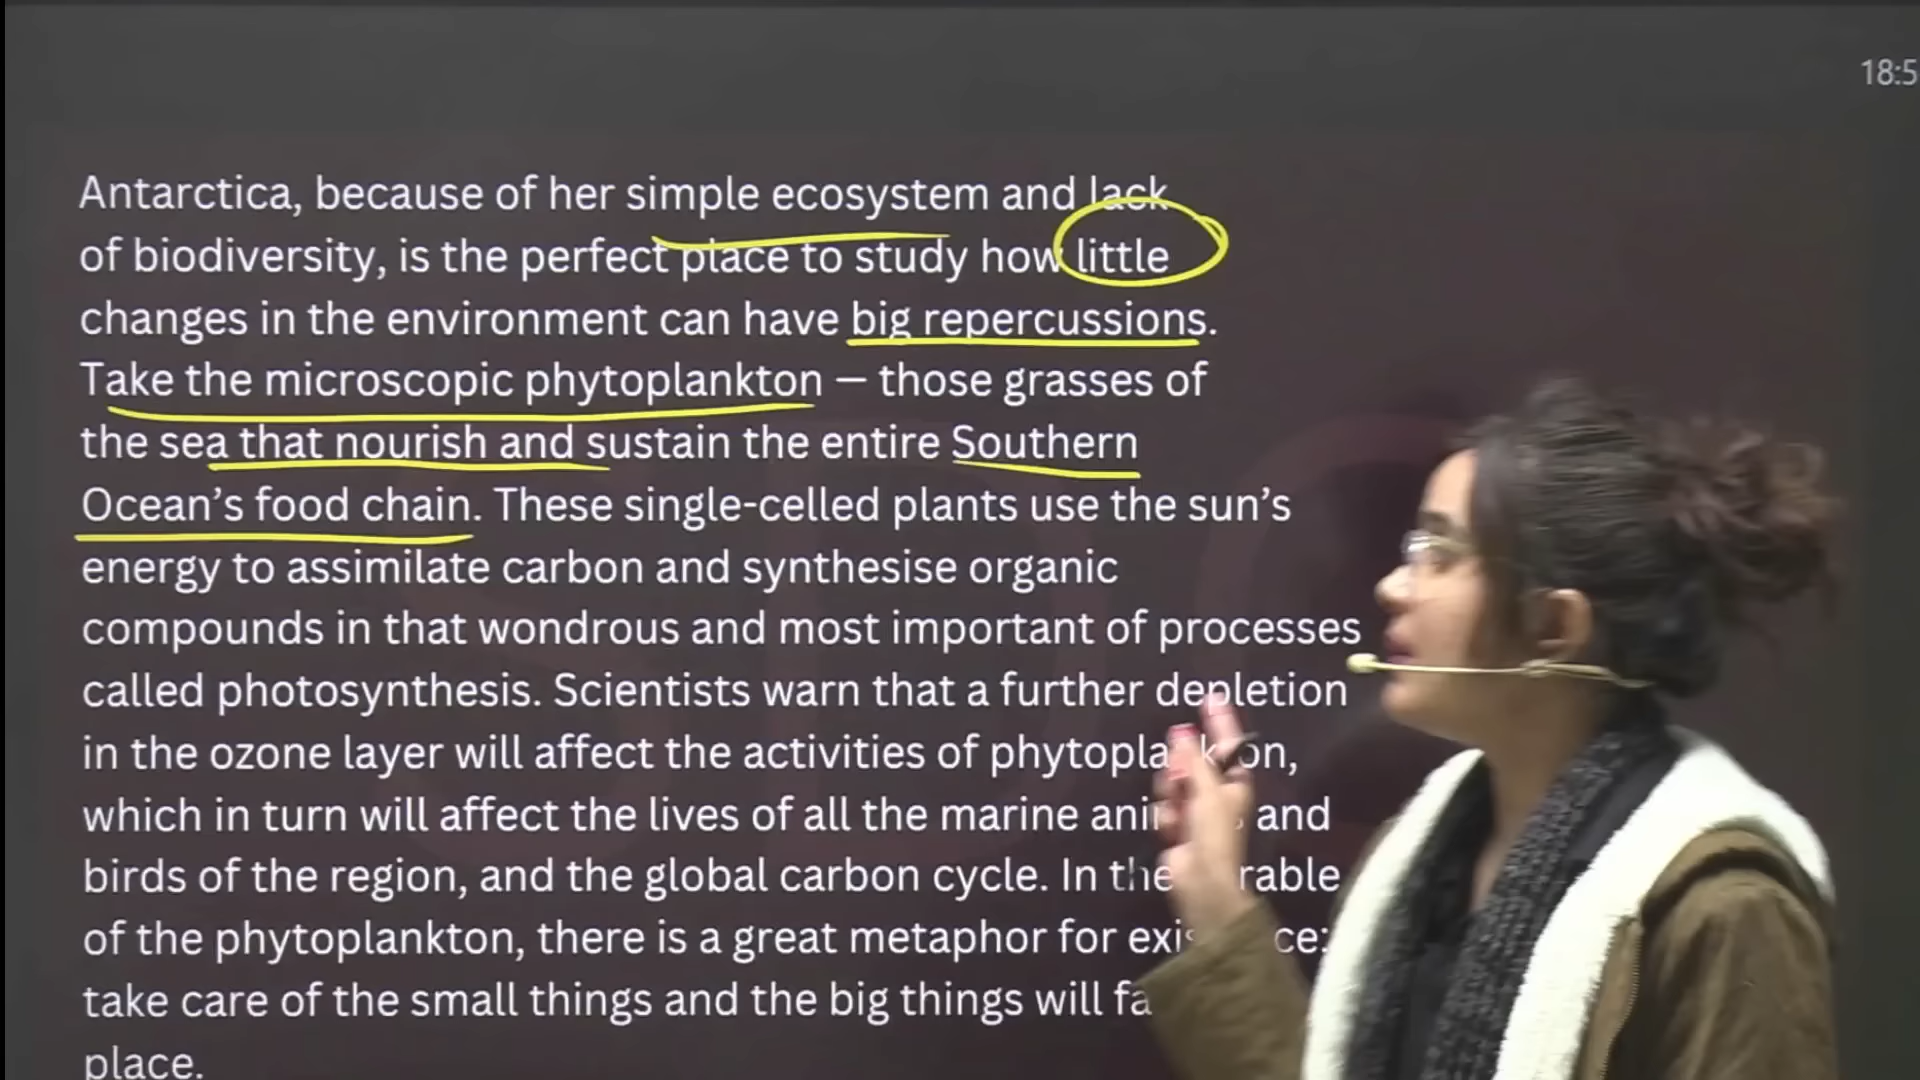 18:5
Antarctica, because of her simple ecosystem and lack
of biodiversity, is the perfect place to study how little
changes in the environment can have big repercussions.
Take the microscopic phytoplankton – those grasses of
the sea that nourish and sustain the entire Southern
Ocean's food chain. These single-celled plants use the sun's
energy to assimilate carbon and synthesise organic
compounds in that wondrous and most important of processes
called photosynthesis. Scientists warn that a further depletion
in the ozone layer will affect the activities of phytoplankton,
which in turn will affect the lives of all the marine and
birds of the region, and the global carbon cycle. In the
of the phytoplankton, there is a great metaphor for
take care of the small things and the big things will
place.